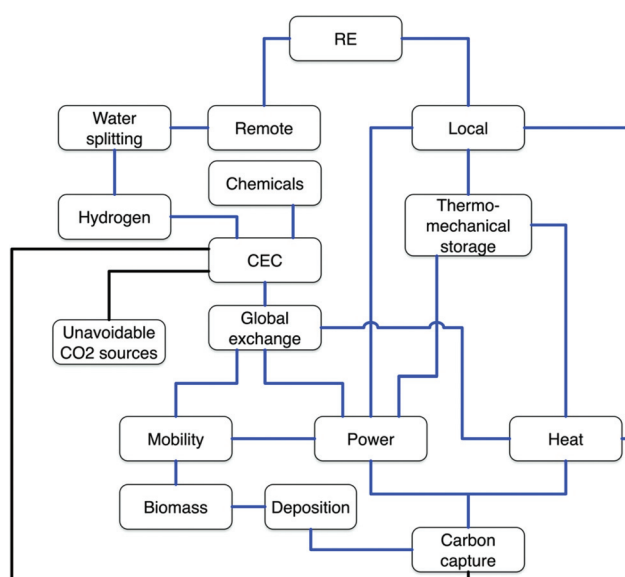 RE
Water
splitting
Remote
Local
Chemicals
Hydrogen
Thermo-
mechanical
storage
CEC
Global
exchange
Unavoidable
CO2 sources
Mobility
Power
Heat
Biomass
Deposition
Carbon
capture